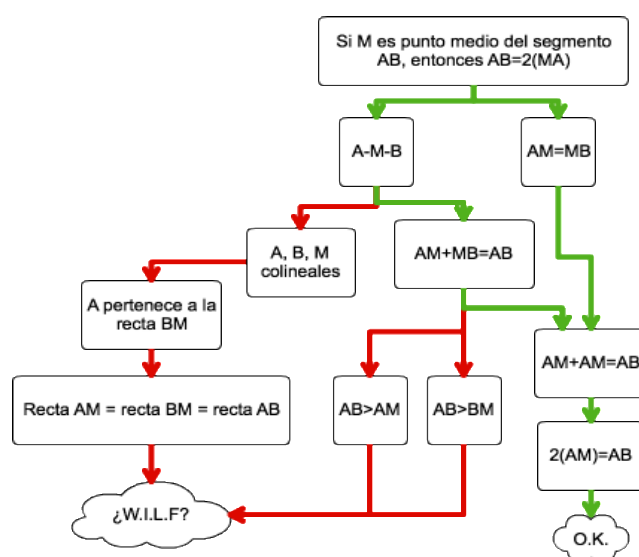 Si M es punto medio del segmento
AB, entonces AB=2(MA)
A-M-B
AM=MB
A, B, M
colineales
AM+MB=AB
A pertenece a la
recta BM
AM+AM=AB
Recta AM = recta BM = recta AB
AB>AM
AB>BM
2(AM)=AB
¿W.I.L.F?
O.K.